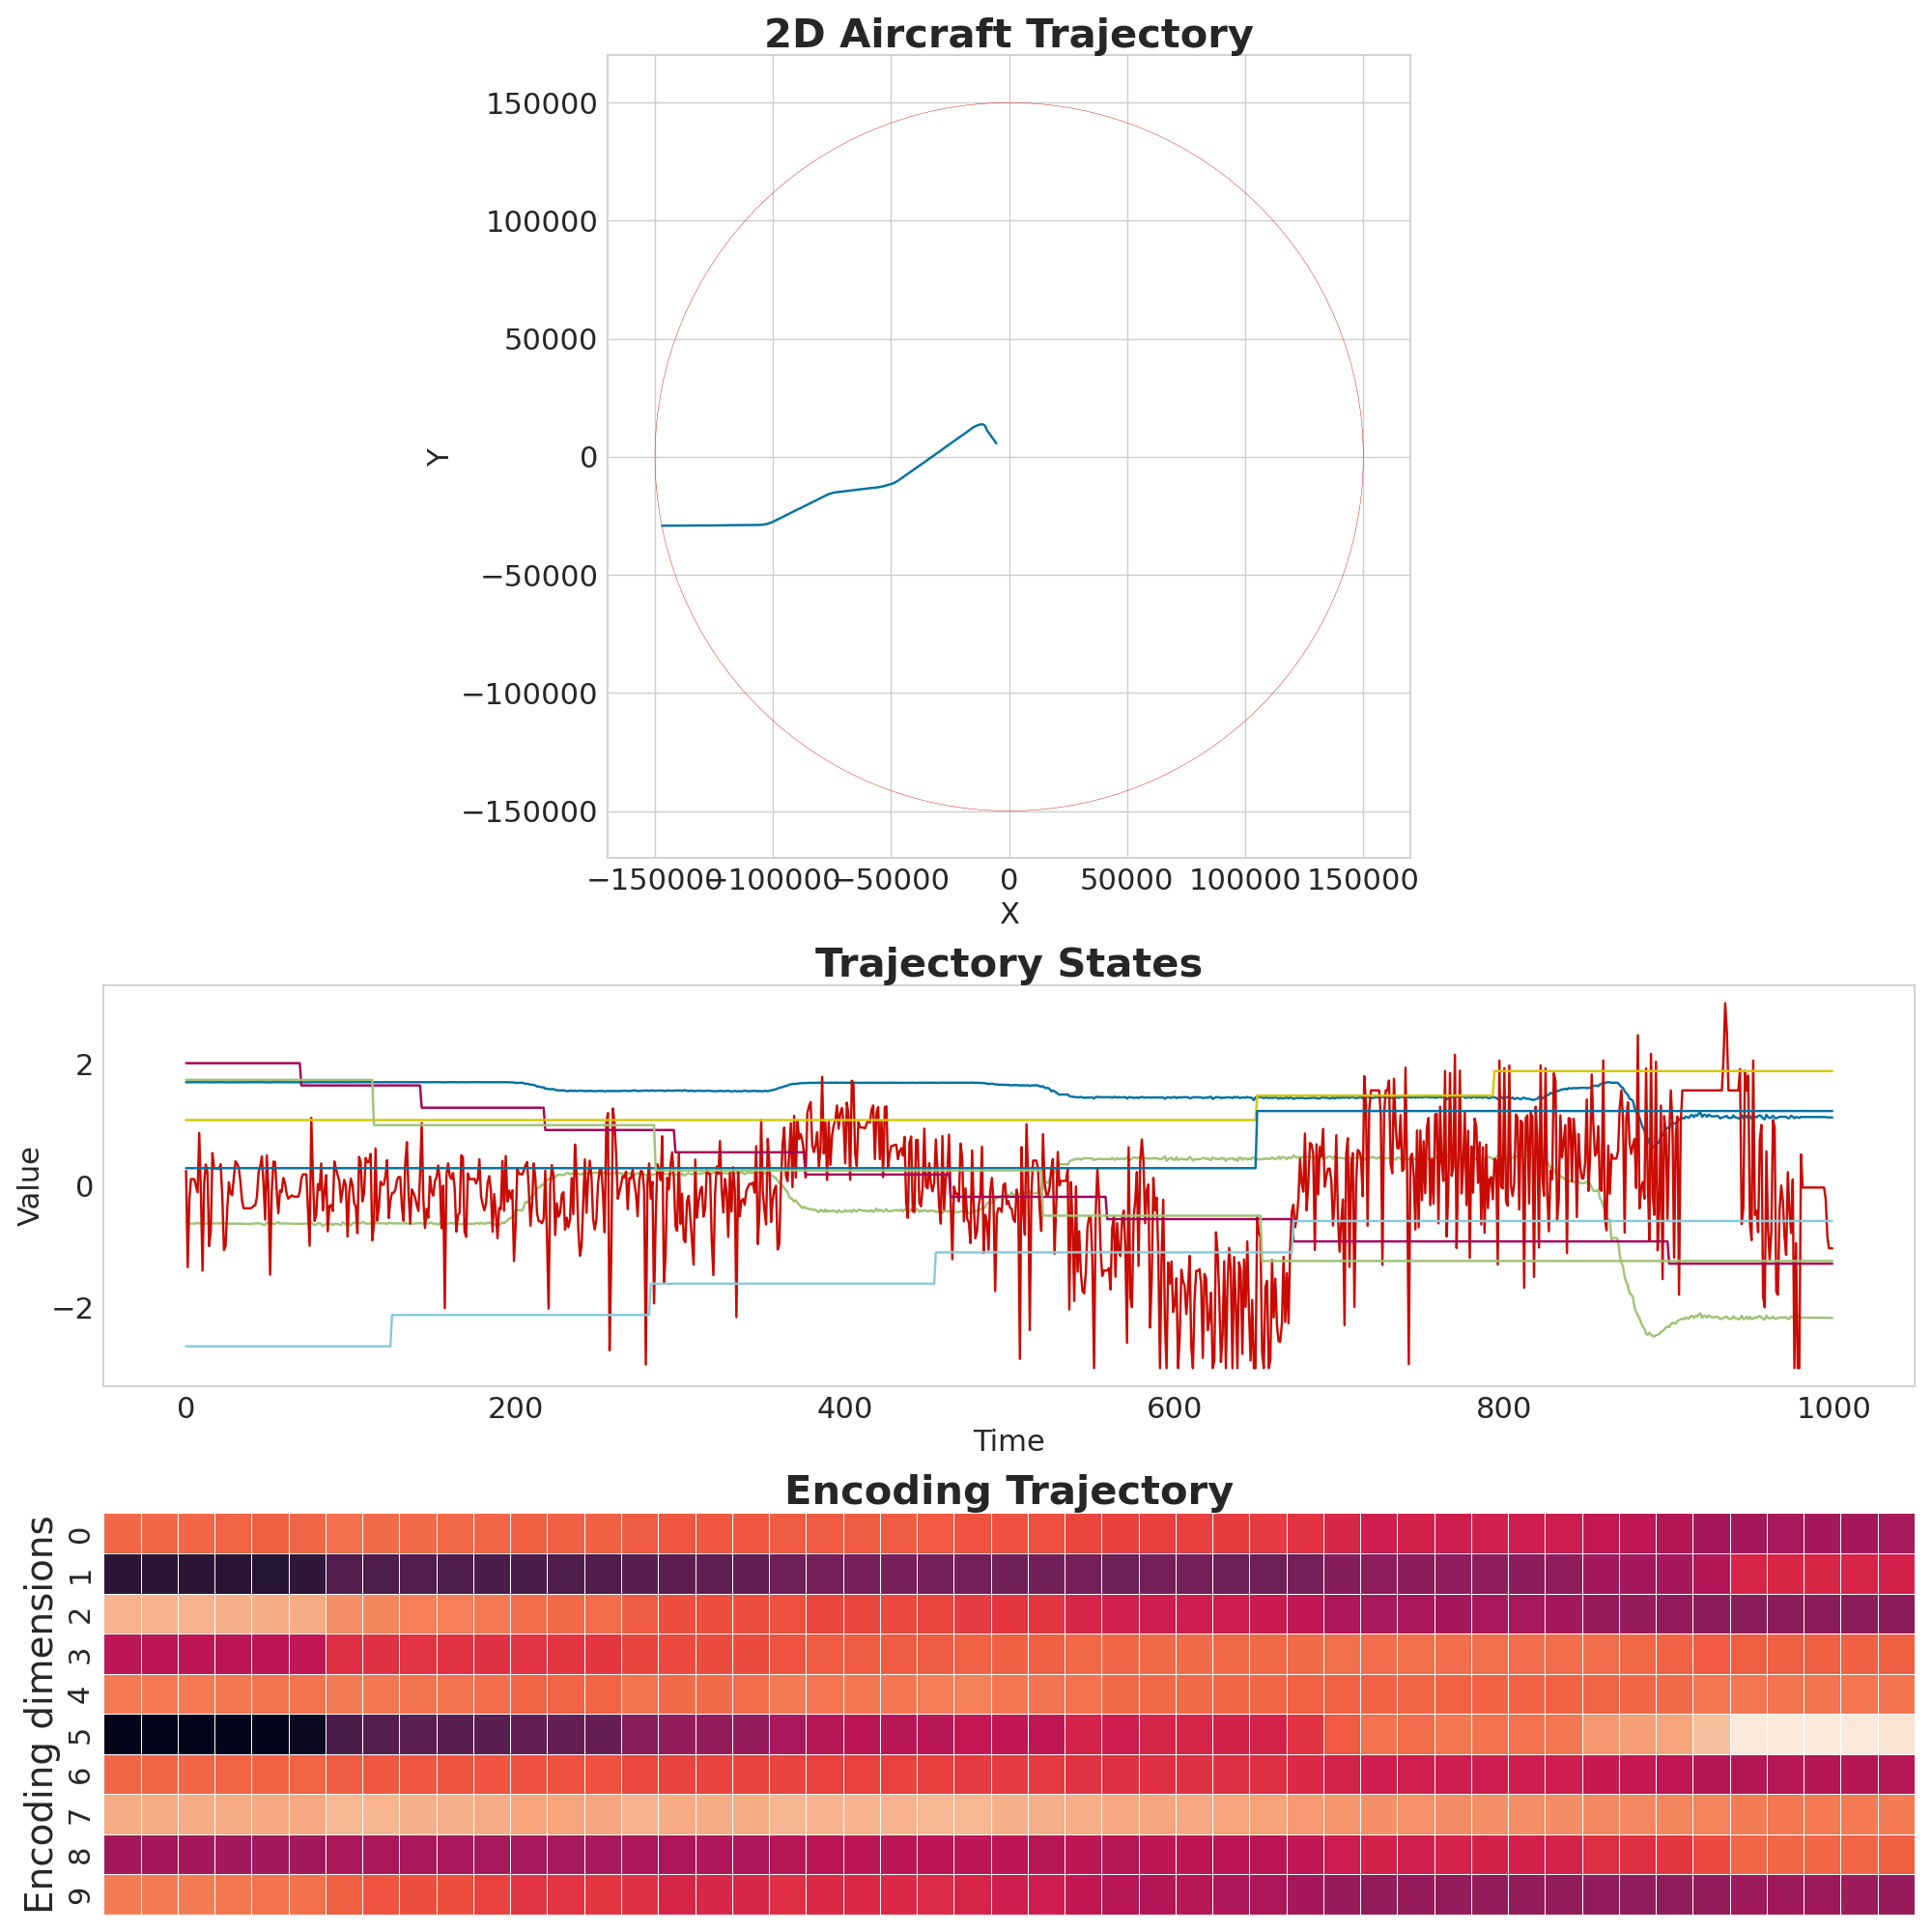 2D Aircraft Trajectory
150000
100000
50000
0
−50000
−100000
−150000
Y
−150000 −100000 −50000 0 50000 100000 150000
X
Trajectory States
2
0
−2
Value
0 200 400 600 800 1000
Time
Encoding Trajectory
0
1
2
3
4
5
6
7
8
9
Encoding dimensions